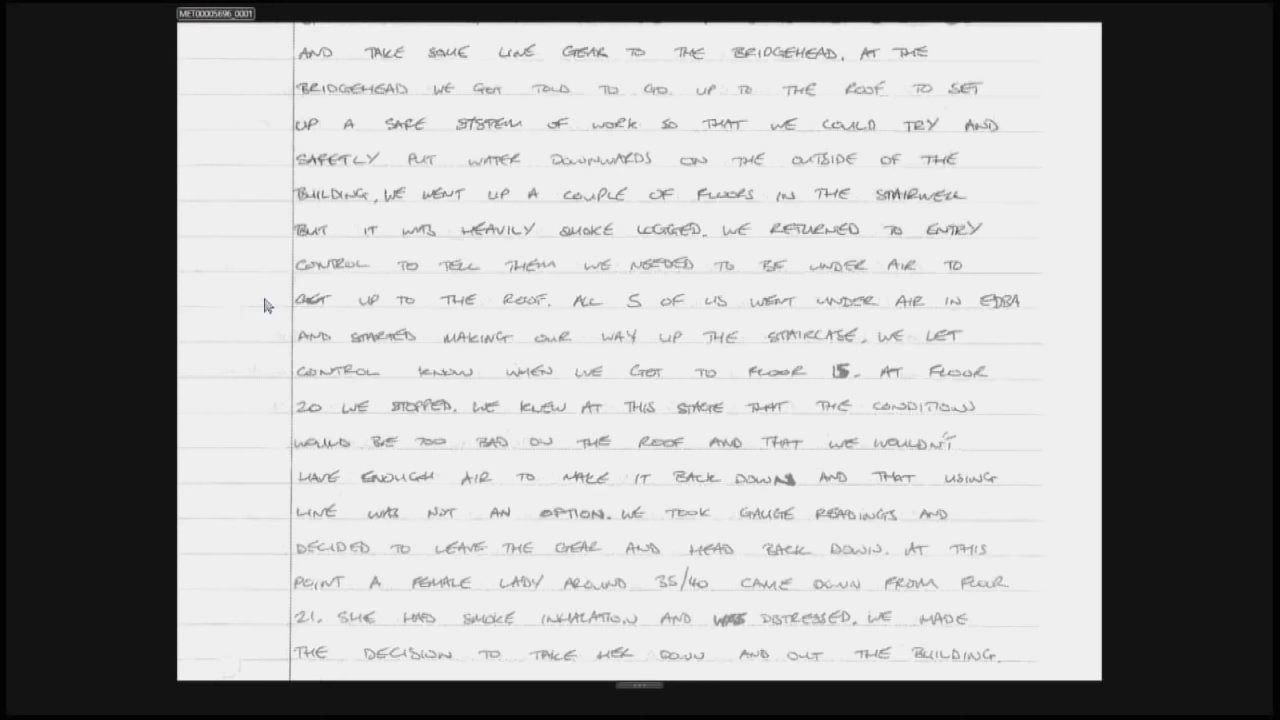 MET00005696_0001
AND TAKE SOME LINE GEAR TO THE BRIDGEHEAD. AT THE
BRIDGEHEAD WE GOT TOLD TO GO UP TO THE ROOF TO SET
UP A SAFE SYSTEM OF WORK SO THAT WE COULD TRY AND
SAFETLY PUT WATER DOWNWARDS ON THE OUTSIDE OF THE
BUILDING. WE WENT UP A COUPLE OF FLOORS IN THE STAIRWELL
BUT IT WAS HEAVILY SMOKE LOGGED. WE RETURNED TO ENTRY
CONTROL TO TELL THEM WE NEEDED TO BE UNDER AIR TO
GET UP TO THE ROOF. ALL 5 OF US WENT UNDER AIR IN EDBA
AND STARTED MAKING OUR WAY UP THE STAIRCASE. WE LET
CONTROL KNOW WHEN WE GOT TO FLOOR 15. AT FLOOR
20 WE STOPPED. WE KNEW AT THIS STAGE THAT THE CONDITIONS
WOULD BE TOO BAD ON THE ROOF AND THAT WE WOULDN'T
HAVE ENOUGH AIR TO MAKE IT BACK DOWN AND THAT USING
LINE WAS NOT AN OPTION. WE TOOK GAUGE READINGS AND
DECIDED TO LEAVE THE GEAR AND HEAD BACK DOWN. AT THIS
POINT A FEMALE LADY AROUND 35/40 CAME DOWN FROM FLOOR
21. SHE HAD SMOKE INHALATION AND WAS DISTRESSED. WE MADE
THE DECISION TO TAKE HER DOWN AND OUT THE BUILDING.